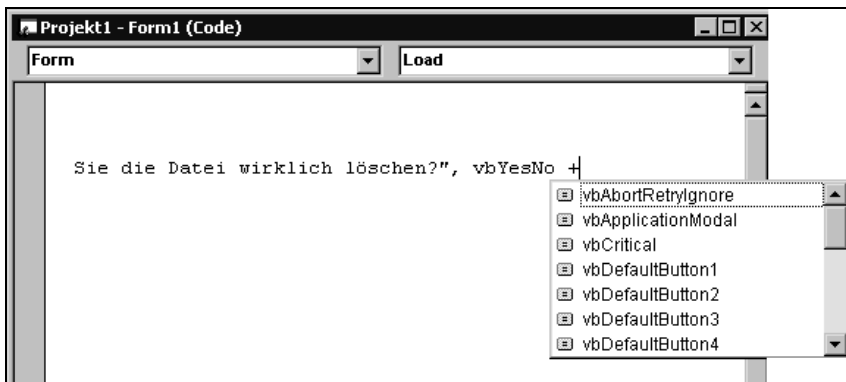 Projekt1 - Form1 (Code)
Form Load
Sie die Datei wirklich löschen?", vbYesNo +
vbAbortRetryIgnore
vbApplicationModal
vbCritical
vbDefaultButton1
vbDefaultButton2
vbDefaultButton3
vbDefaultButton4